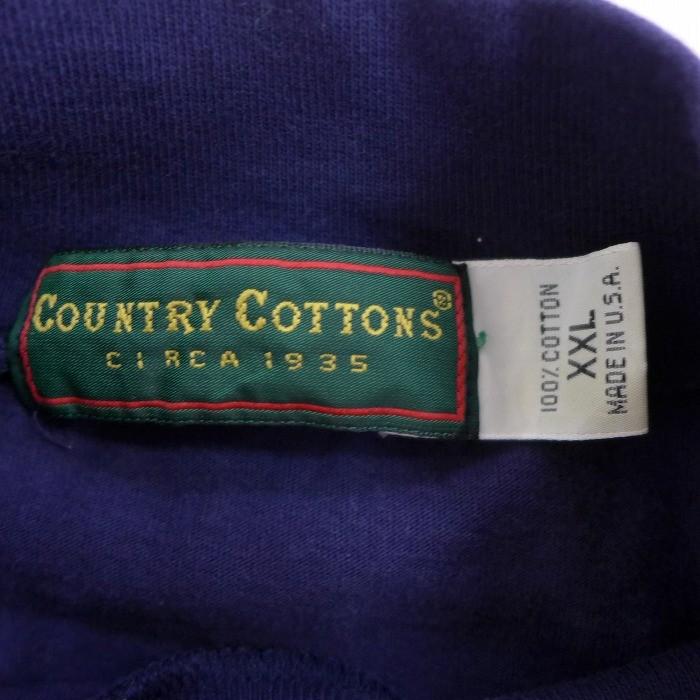 COUNTRY COTTONS®
CIRCA 1935
100% COTTON
XXL
MADE IN U.S.A.